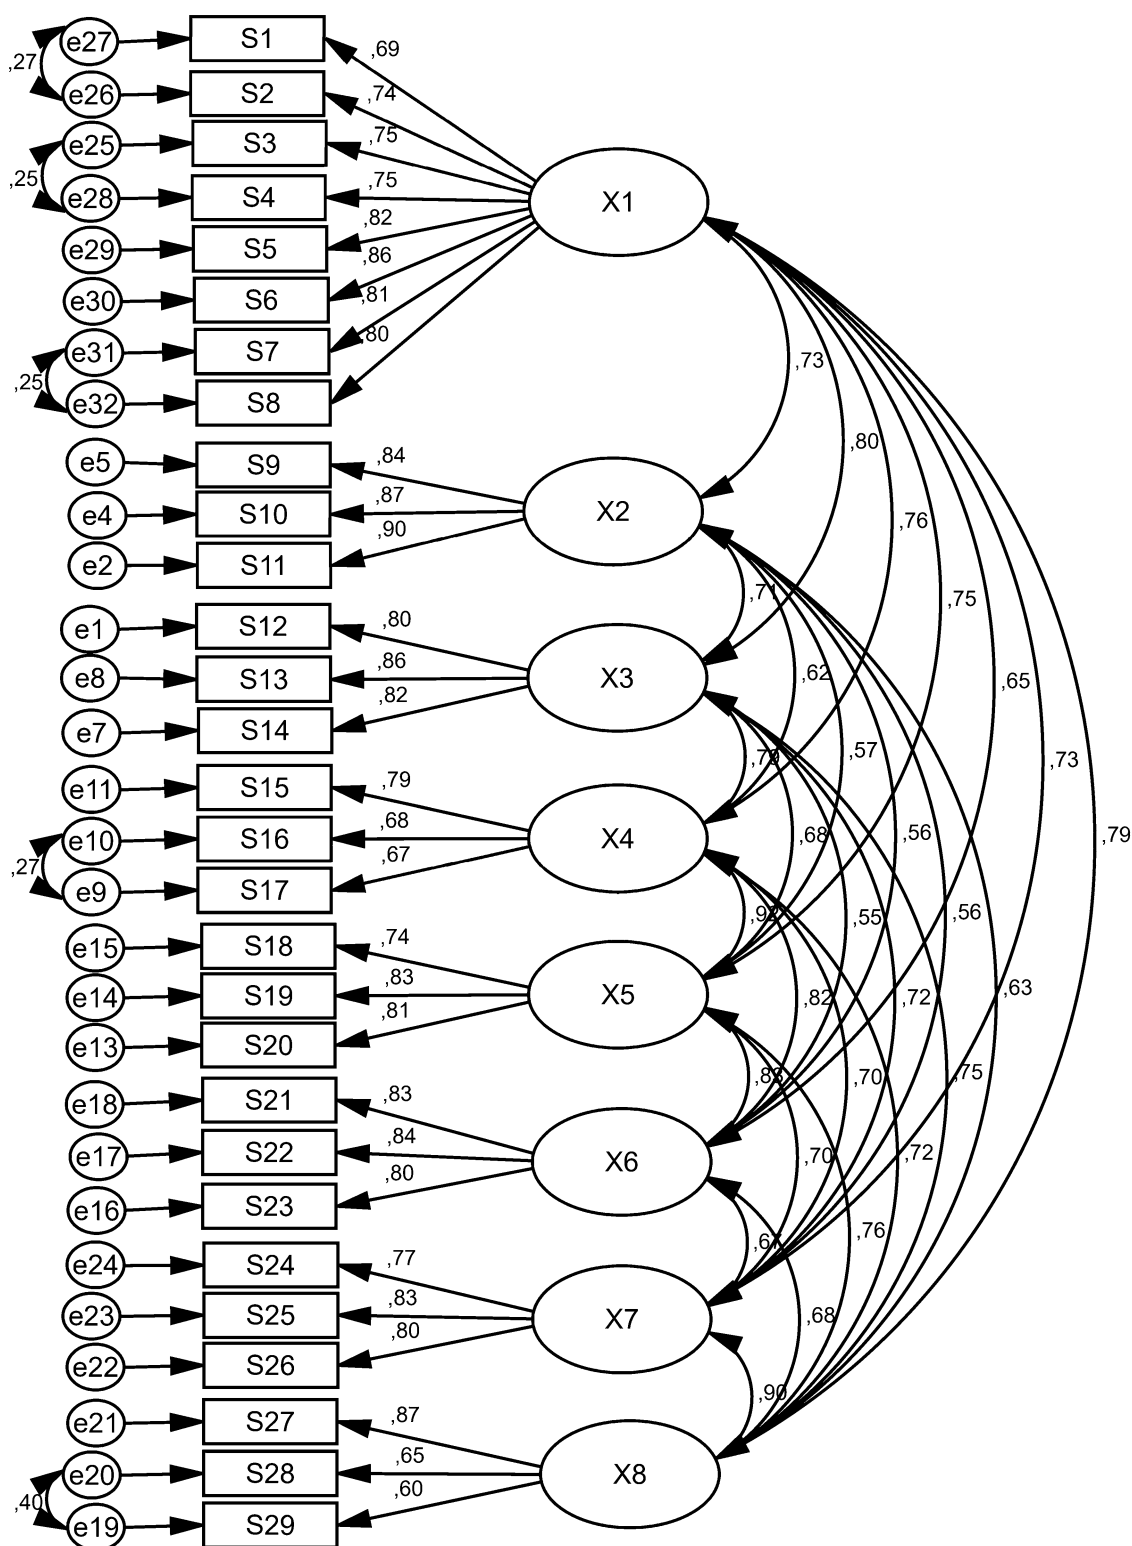 e27 S1 ,69
,27
e26 S2 ,74
e25 S3 ,75
,25
e28 S4 ,75
X1
e29 S5 ,82
e30 S6 ,86
e31 S7 ,81
,25
e32 S8 ,80
,73
,80
,76
,75
,65
,73
,79
e5 S9 ,84
e4 S10 ,87
X2
e2 S11 ,90
,71
,62
,57
,56
,56
,63
e1 S12 ,80
e8 S13 ,86
X3
e7 S14 ,82
,68
,55
,72
,75
e11 S15 ,79
e10 S16 ,68
,27
X4
e9 S17 ,67
,82
,70
,72
e15 S18 ,74
e14 S19 ,83
X5
e13 S20 ,81
,70
,76
e18 S21 ,83
e17 S22 ,84
X6
e16 S23 ,80
,67
,68
e24 S24 ,77
e23 S25 ,83
X7
e22 S26 ,80
,90
e21 S27 ,87
e20 S28 ,65
,40
X8
e19 S29 ,60